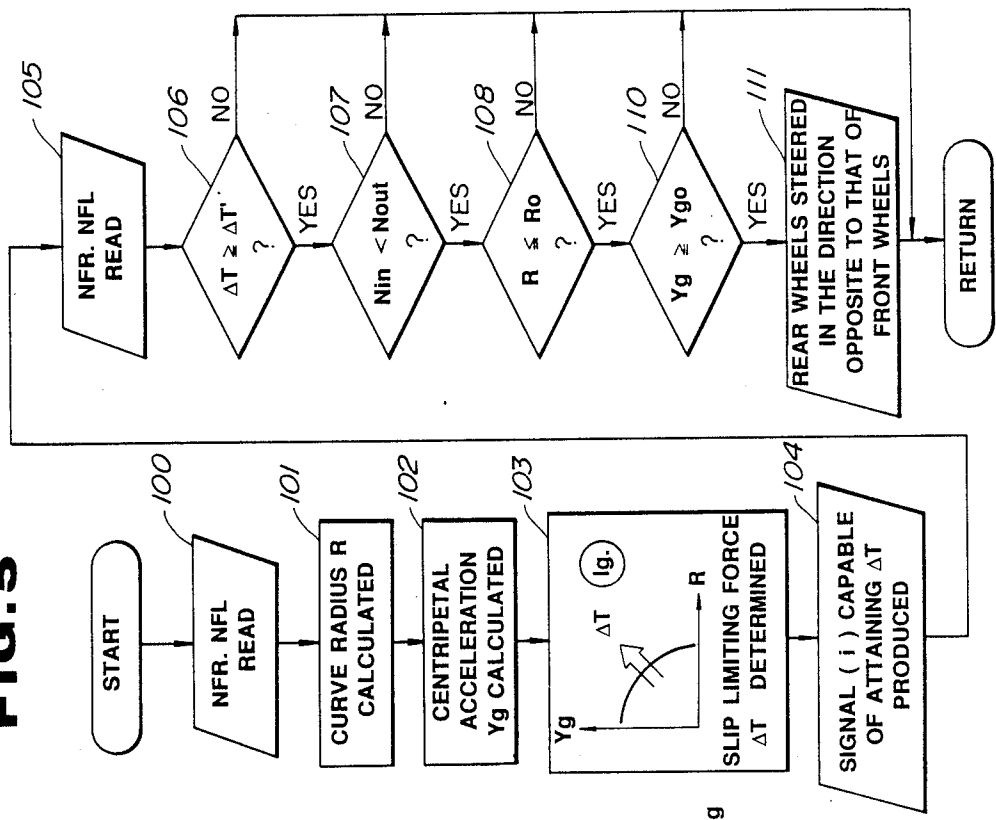 FIG.
START
100
NFR. NFL
READ
101
CURVE RADIUS R
CALCULATED
102
CENTRIPETAL
ACCELERATION
Yg CALCULATED
103
Yg
ΔT
Ig.
R
SLIP LIMITING FORCE
ΔT DETERMINED
g
104
SIGNAL (i) CAPABLE
OF ATTAINING ΔT
PRODUCED
105
NFR. NFL
READ
106
ΔT ≧ ΔT'
?
NO
YES
107
Nin < Nout
?
NO
YES
108
R ≦ Ro
?
NO
YES
110
Yg ≧ Ygo
?
NO
YES
111
REAR WHEELS STEERED
IN THE DIRECTION
OPPOSITE TO THAT OF
FRONT WHEELS
RETURN